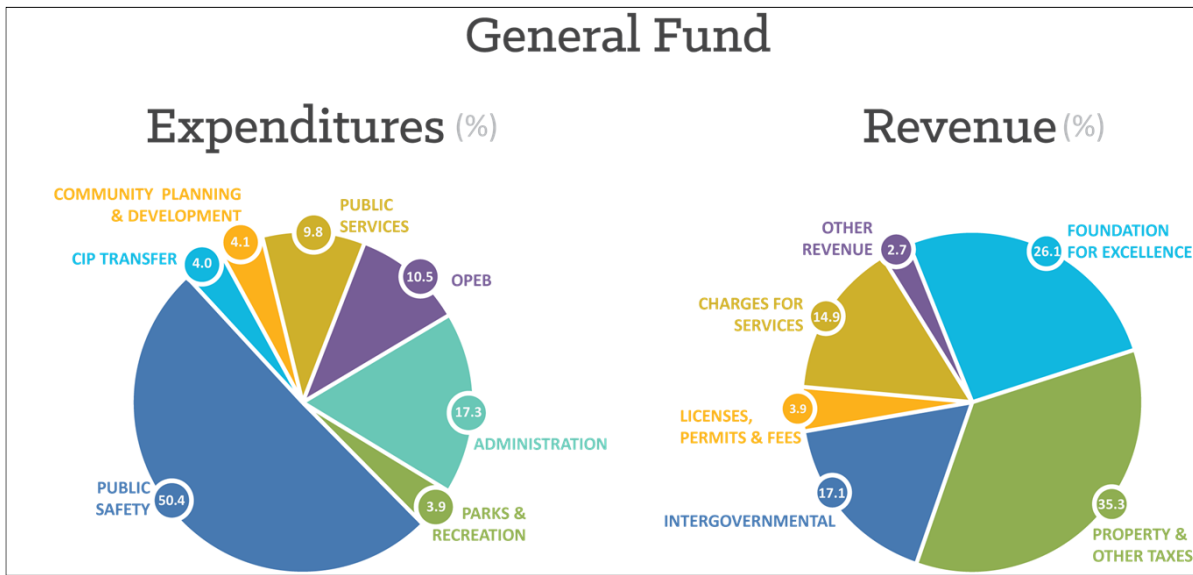 General Fund
Expenditures (%)
COMMUNITY PLANNING
& DEVELOPMENT
4.1
PUBLIC
SERVICES
9.8
CIP TRANSFER
4.0
10.5
OPEB
17.3
ADMINISTRATION
PUBLIC
SAFETY
50.4
3.9
PARKS &
RECREATION
Revenue (%)
OTHER
REVENUE
2.7
FOUNDATION
FOR EXCELLENCE
26.1
CHARGES FOR
SERVICES
14.9
LICENSES,
PERMITS & FEES
3.9
17.1
INTERGOVERNMENTAL
35.3
PROPERTY &
OTHER TAXES